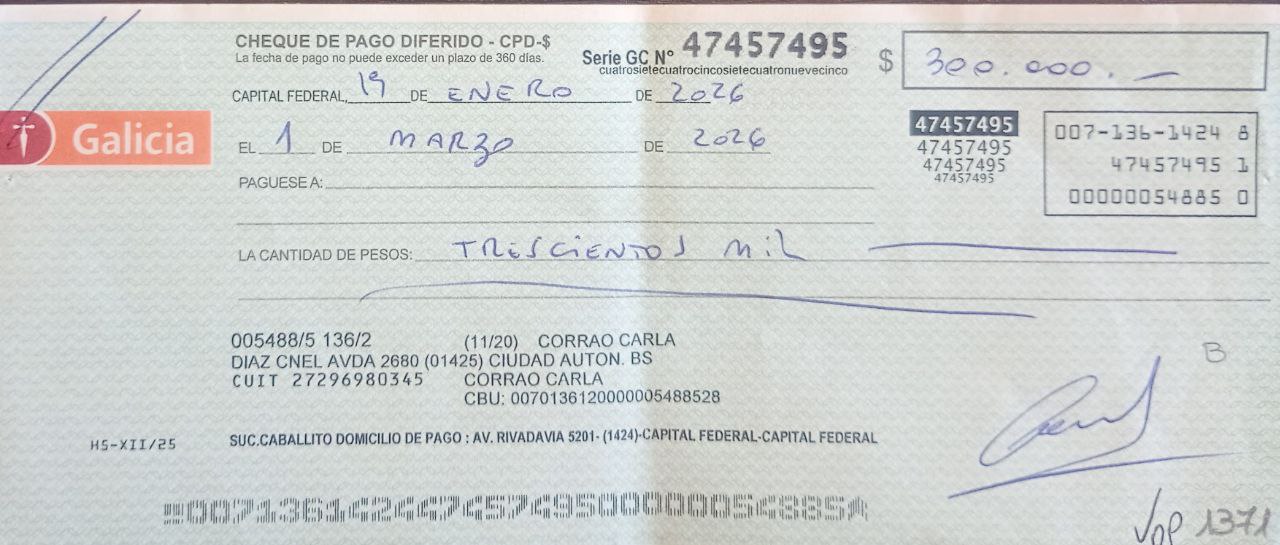 CHEQUE DE PAGO DIFERIDO - CPD-$
La fecha de pago no puede exceder un plazo de 360 días.
Serie GC Nº 47457495
cuatrosietecuatrocincosietecuatronuevecinco
$ 300.000.—
CAPITAL FEDERAL, 19 DE ENERO DE 2026
Galicia
EL 1 DE MARZO DE 2026
47457495
47457495
47457495
47457495
007-136-1424 8
47457495 1
00000054885 0
PAGUESE A:
LA CANTIDAD DE PESOS: TRESCIENTOS MIL
005488/5 136/2 (11/20) CORRAO CARLA
DIAZ CNEL AVDA 2680 (01425) CIUDAD AUTON. BS
CUIT 27296980345 CORRAO CARLA
CBU: 0070136120000005488528
B
HS-XII/25
SUC.CABALLITO DOMICILIO DE PAGO : AV. RIVADAVIA 5201- (1424)-CAPITAL FEDERAL-CAPITAL FEDERAL
00713614244745749500000054885
1371